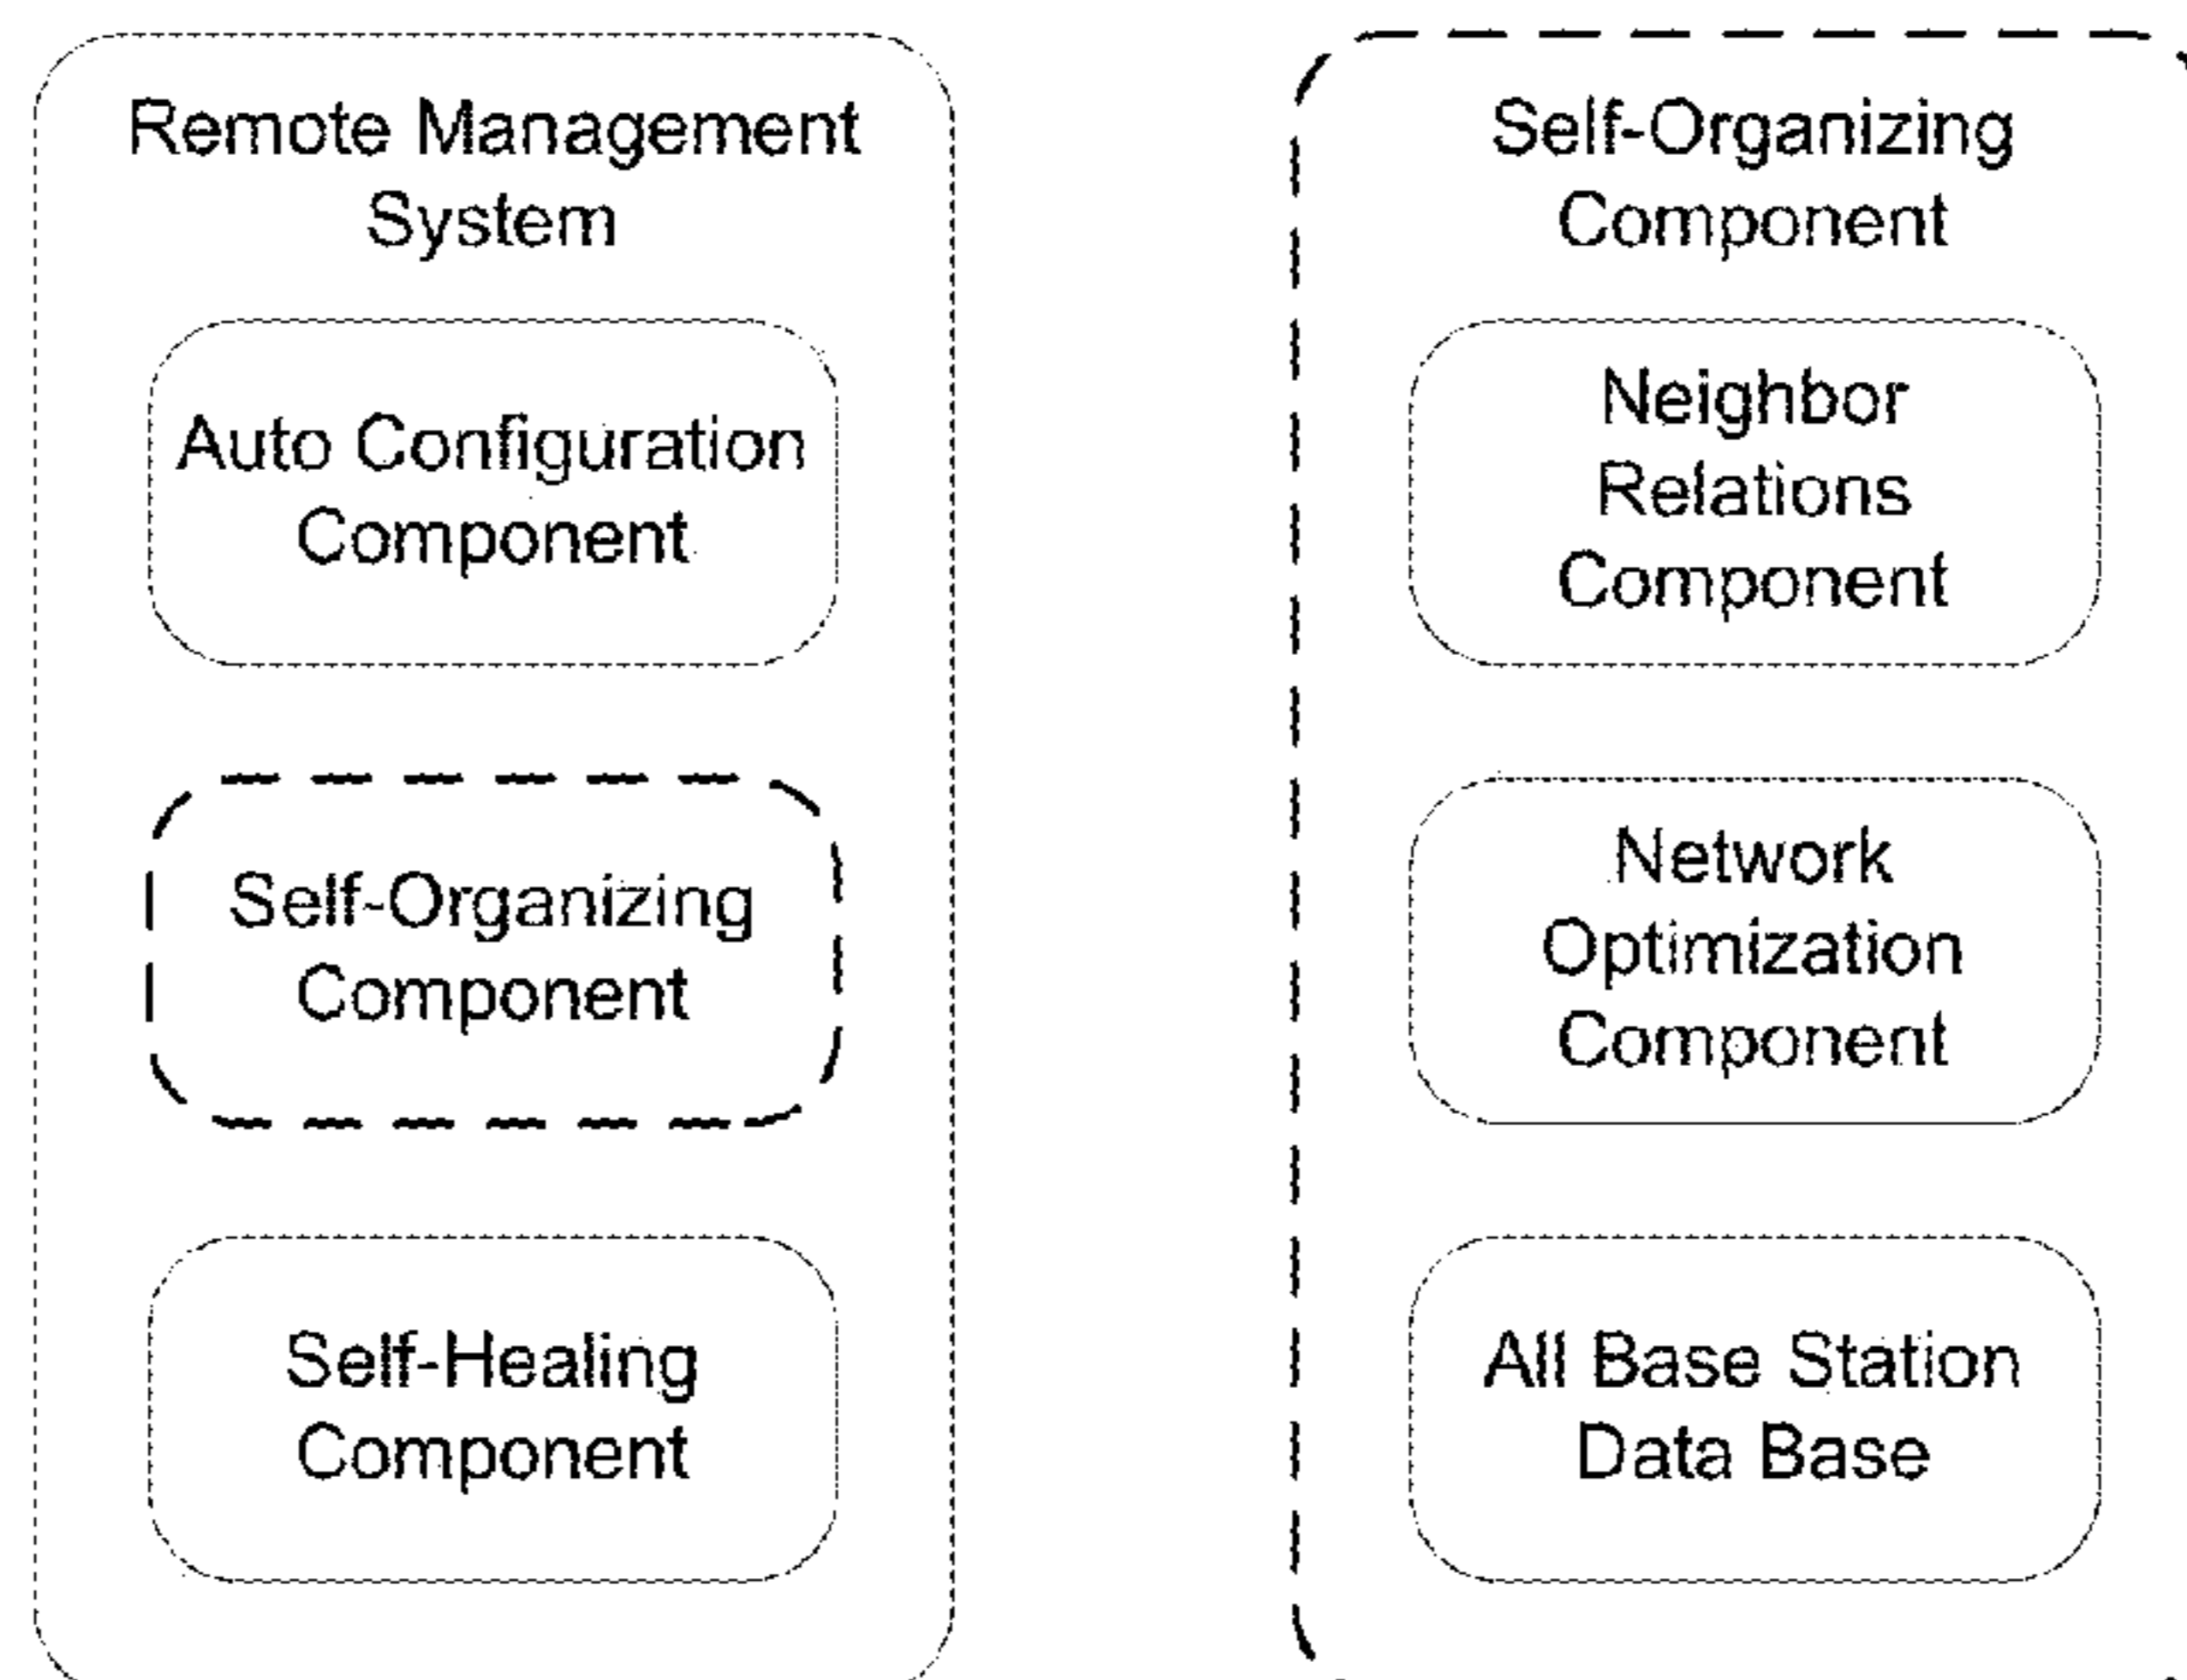 Remote Management
System
Auto Configuration
Component
Self-Organizing
Component
Self-Healing
Component
Self-Organizing
Component
Neighbor
Relations
Component
Network
Optimization
Component
All Base Station
Data Base